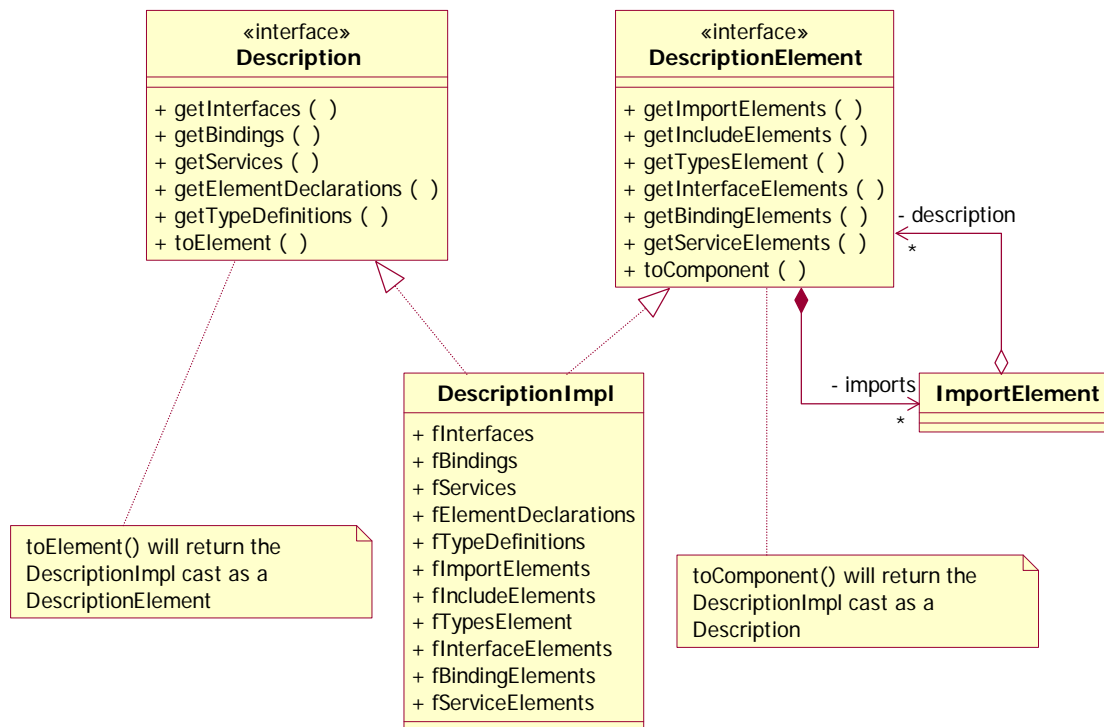 «interface»
Description
+ getInterfaces ( )
+ getBindings ( )
+ getServices ( )
+ getElementDeclarations ( )
+ getTypeDefinitions ( )
+ toElement ( )
«interface»
DescriptionElement
+ getImportElements ( )
+ getIncludeElements ( )
+ getTypesElement ( )
+ getInterfaceElements ( )
+ getBindingElements ( )
+ getServiceElements ( )
+ toComponent ( )
- description
*
- imports
*
ImportElement
DescriptionImpl
+ fInterfaces
+ fBindings
+ fServices
+ fElementDeclarations
+ fTypeDefinitions
+ fImportElements
+ fIncludeElements
+ fTypesElement
+ fInterfaceElements
+ fBindingElements
+ fServiceElements
toElement() will return the
DescriptionImpl cast as a
DescriptionElement
toComponent() will return the
DescriptionImpl cast as a
Description